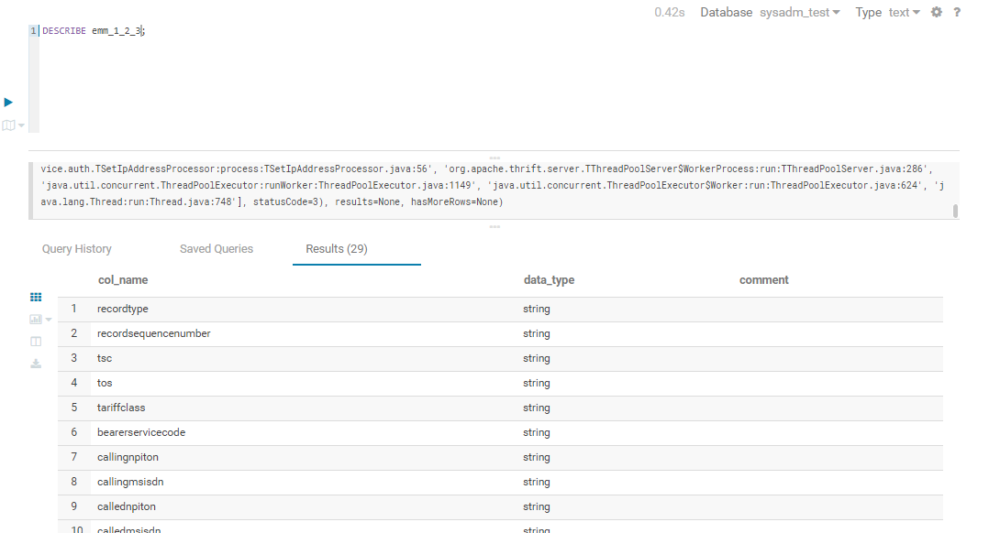 0.42s Database sysadm_test Type text ?
1 DESCRIBE emm_1_2_3;
vice.auth.TSetIpAddressProcessor:process:TSetIpAddressProcessor.java:56', 'org.apache.thrift.server.TThreadPoolServer$WorkerProcess:run:TThreadPoolServer.java:286',
'java.util.concurrent.ThreadPoolExecutor:runWorker:ThreadPoolExecutor.java:1149', 'java.util.concurrent.ThreadPoolExecutor$Worker:run:ThreadPoolExecutor.java:624', 'j
ava.lang.Thread:run:Thread.java:748'], statusCode=3), results=None, hasMoreRows=None)
Query History Saved Queries Results (29)
col_name data_type comment
1 recordtype string
2 recordsequencenumber string
3 tsc string
4 tos string
5 tariffclass string
6 bearerservicecode string
7 callingnpiton string
8 callingmsisdn string
9 callednpiton string
10 calledmsisdn string